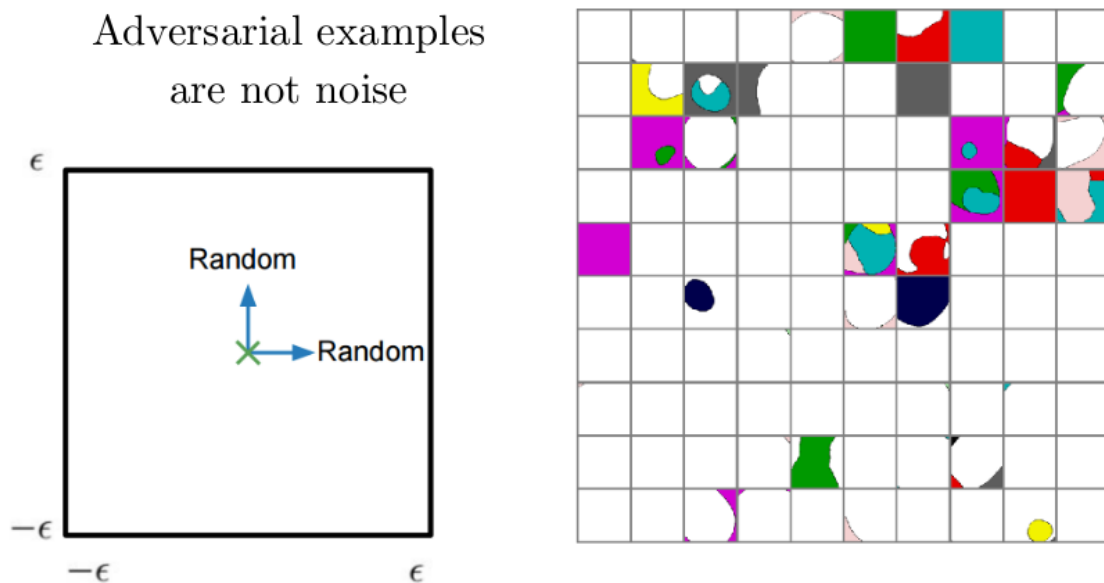 Adversarial examples
are not noise
ϵ
Random
Random
−ϵ
−ϵ
ϵ